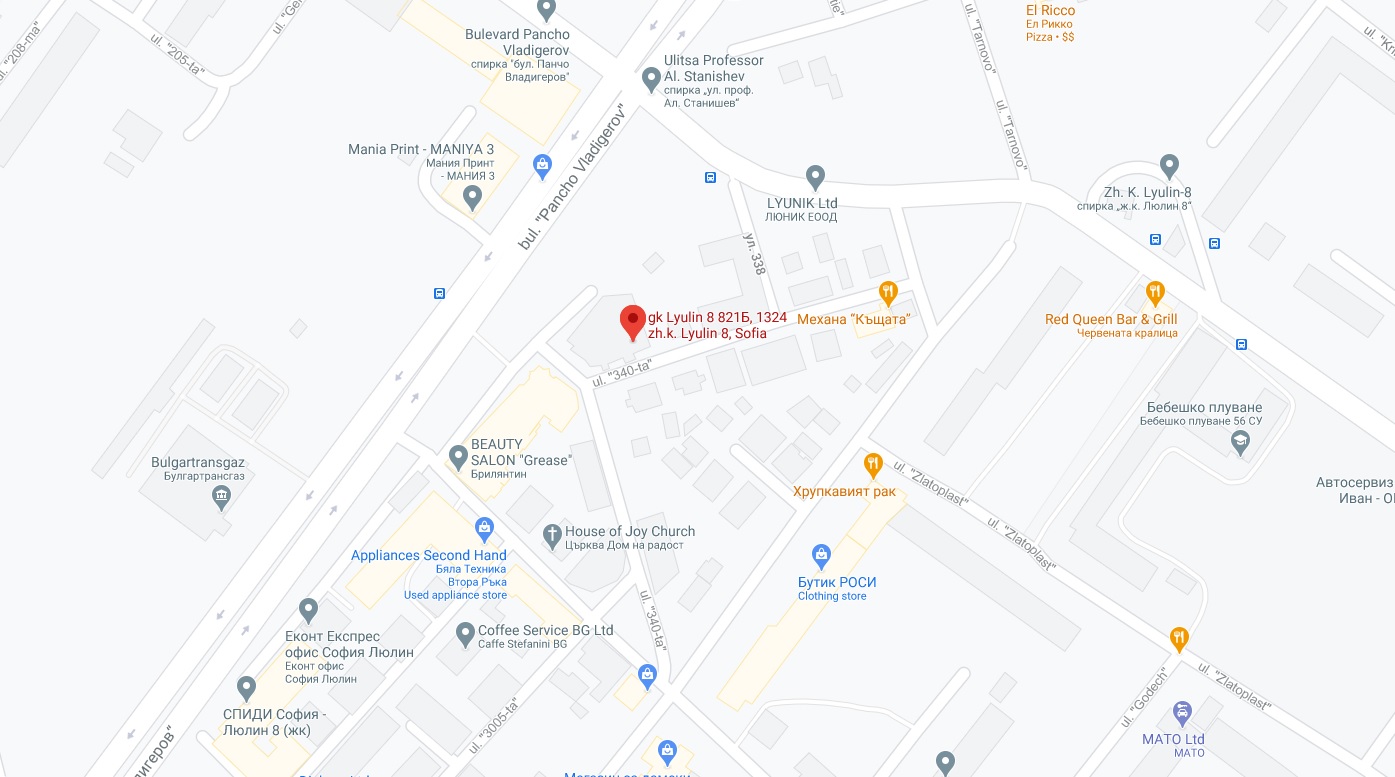 El Ricco
Ел Рикко
Pizza • $$
Bulevard Pancho
Vladigerov
спирка "бул. Панчо
Владигеров"
Ulitsa Professor
Al. Stanishev
спирка „ул. проф.
Ал. Станишев“
ul. "208-ma"
ul. "205-ta"
ul. "Tarnovo"
ul. "Tarnovo"
Mania Print - MANIYA 3
Мания Принт
- МАНИЯ 3
bul. "Pancho Vladigerov"
LYUNIK Ltd
ЛЮНИК ЕООД
Zh. K. Lyulin-8
спирка „ж.к. Люлин 8“
ул. 338
gk Lyulin 8 821Б, 1324
zh.k. Lyulin 8, Sofia
Механа “Къщата”
Red Queen Bar & Grill
Червената кралица
ul. "340-ta"
Бебешко плуване
Бебешко плуване 56 СУ
BEAUTY
SALON "Grease"
Брилянтин
Bulgartransgaz
Булгартрансгаз
Хрупкавият рак
ul. "Zlatoplast"
Автосервиз
ul. "Zlatoplast"
House of Joy Church
Църква Дом на радост
Appliances Second Hand
Бяла Техника
Втора Ръка
Used appliance store
Бутик РОСИ
Clothing store
ul. "340-ta"
Coffee Service BG Ltd
Caffe Stefanini BG
Еконт Експрес
офис София Люлин
Еконт офис
София Люлин
ul. "Zlatoplast"
ul. "Godech"
СПИДИ София -
Люлин 8 (жк)
ul. "3005-ta"
MATO Ltd
МАТО